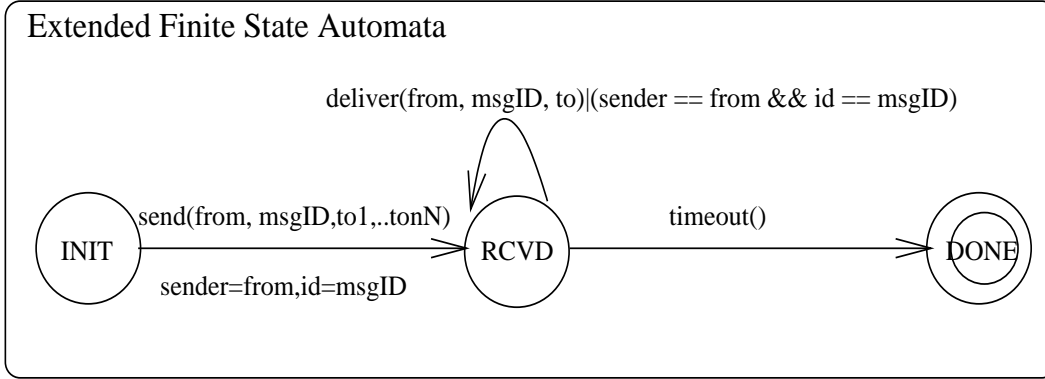 Extended Finite State Automata
deliver(from, msgID, to)|(sender == from && id == msgID)
send(from, msgID,to1,..tonN)
timeout()
INIT
RCVD
DONE
sender=from,id=msgID